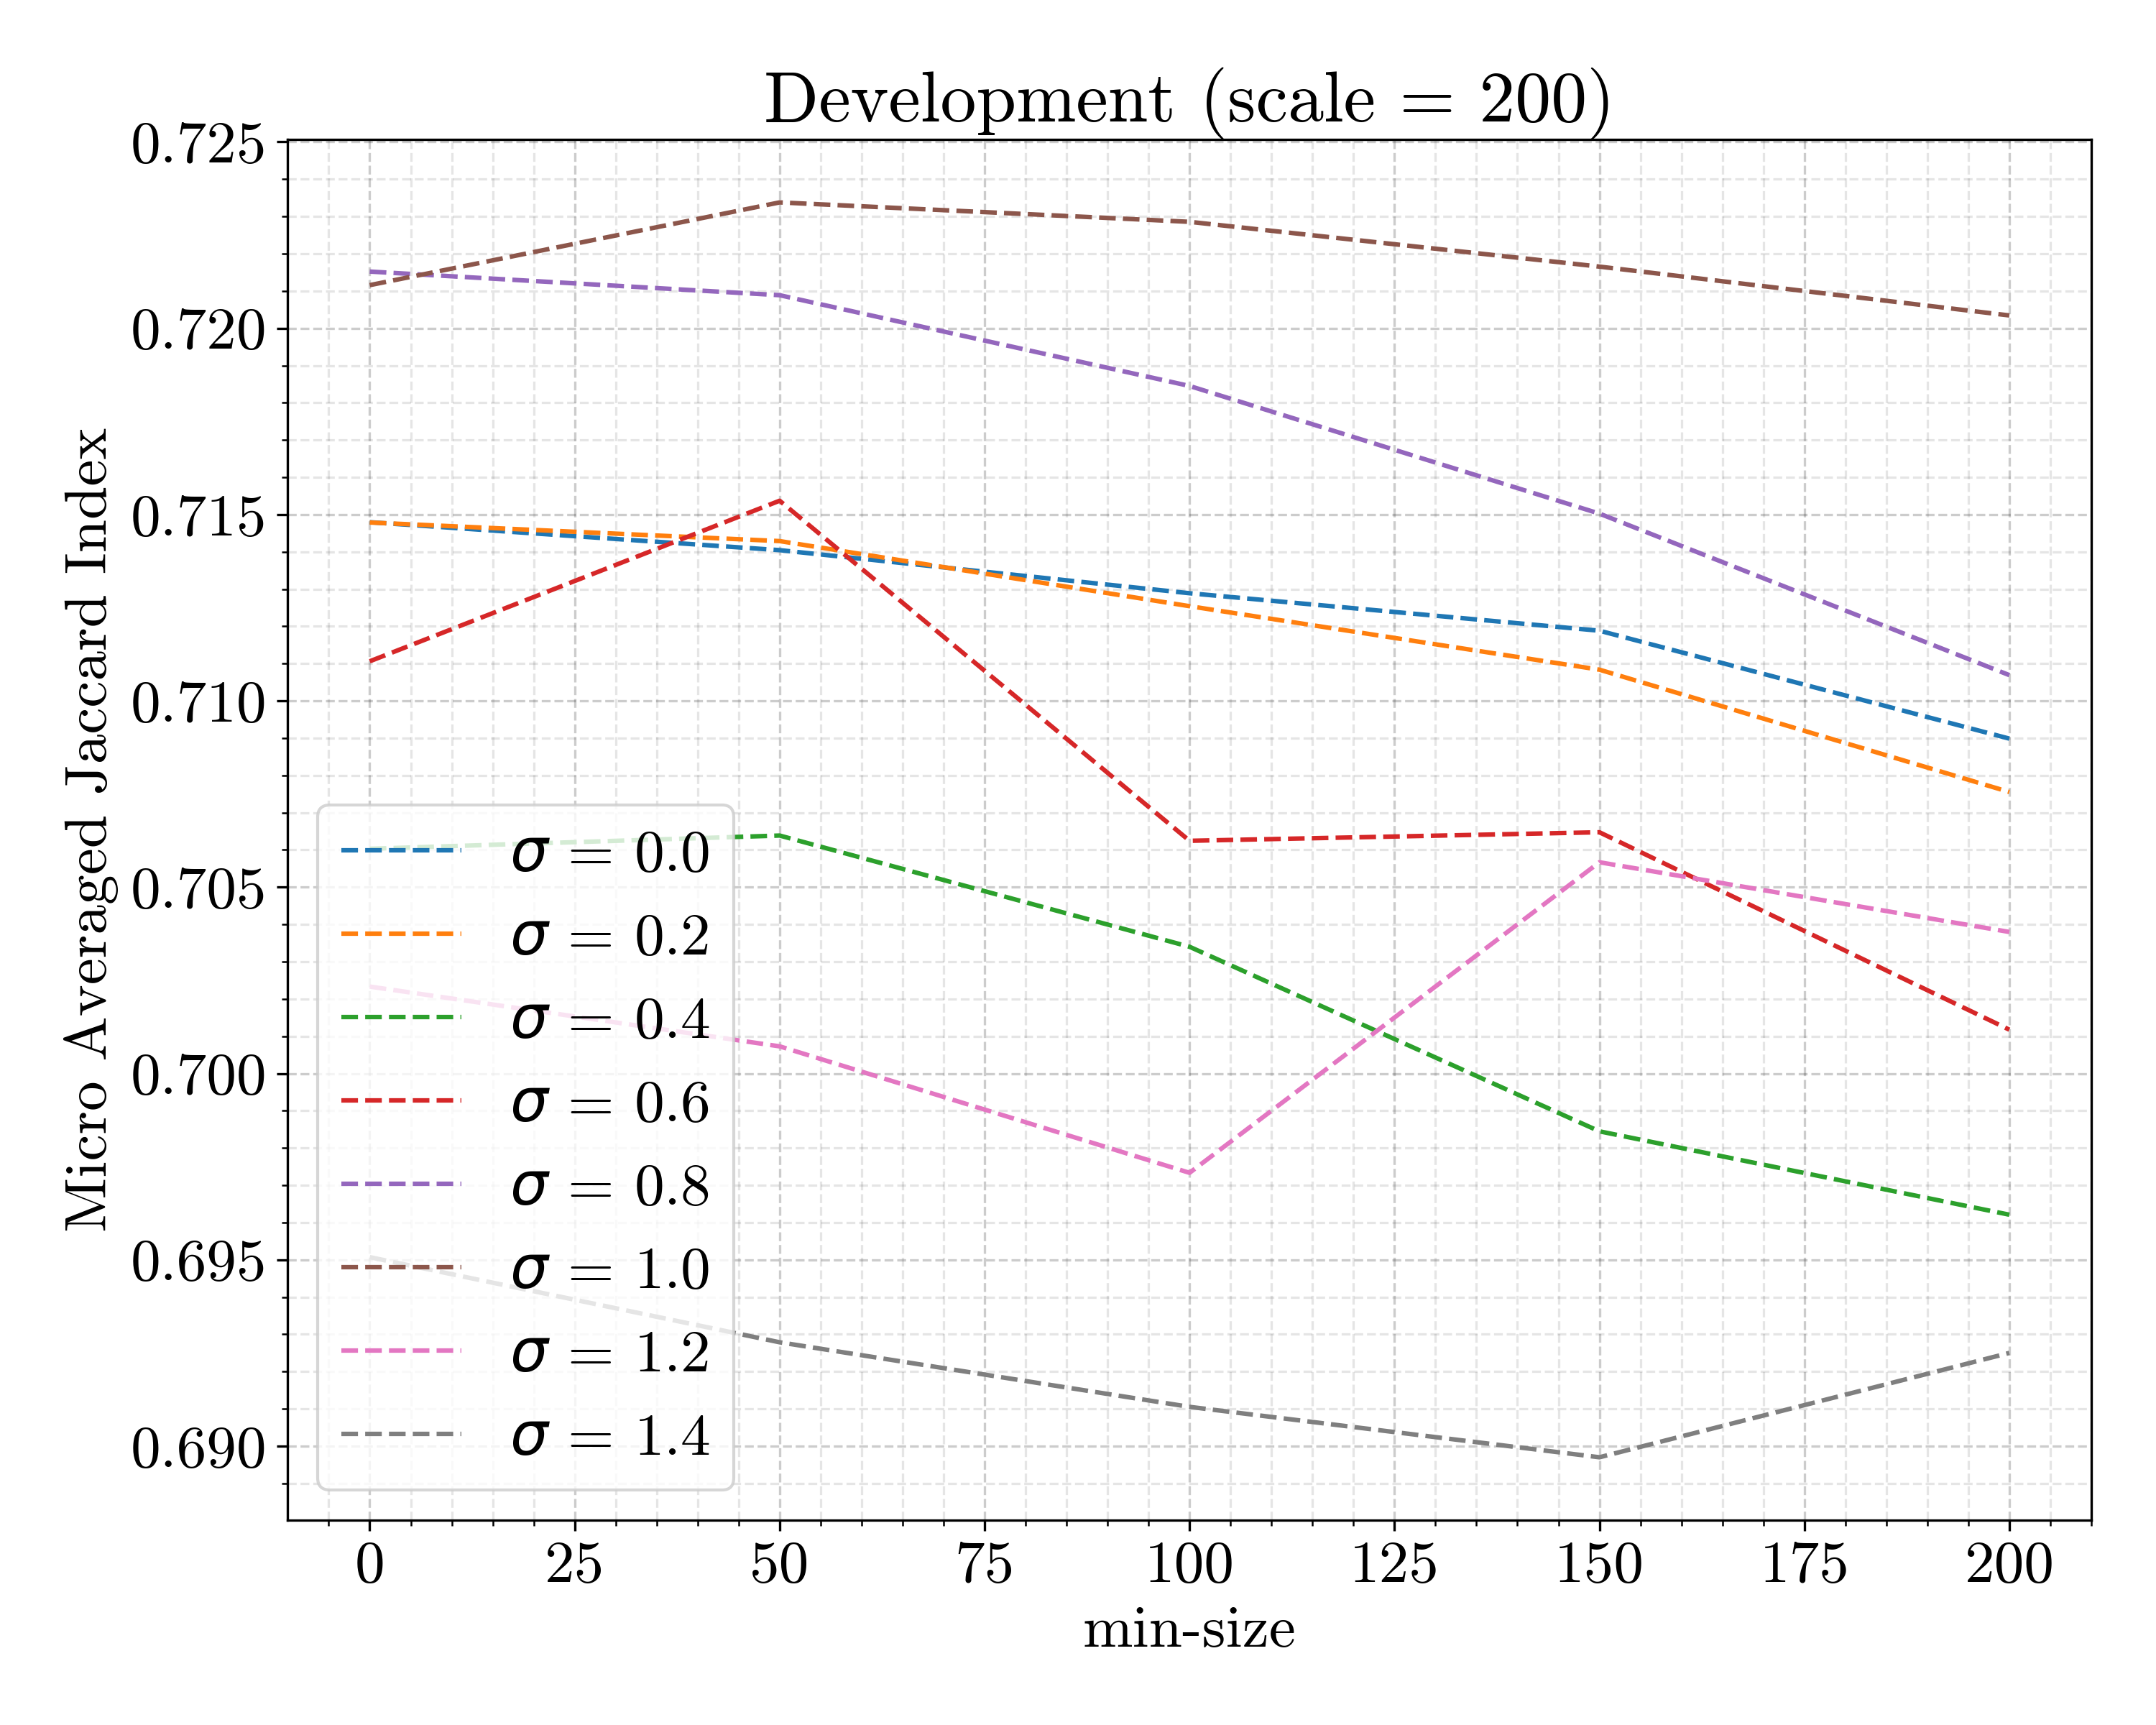 Development (scale = 200)
Micro Averaged Jaccard Index
0.725
0.720
0.715
0.710
0.705
0.700
0.695
0.690
σ = 0.0
σ = 0.2
σ = 0.4
σ = 0.6
σ = 0.8
σ = 1.0
σ = 1.2
σ = 1.4
0 25 50 75 100 125 150 175 200
min-size